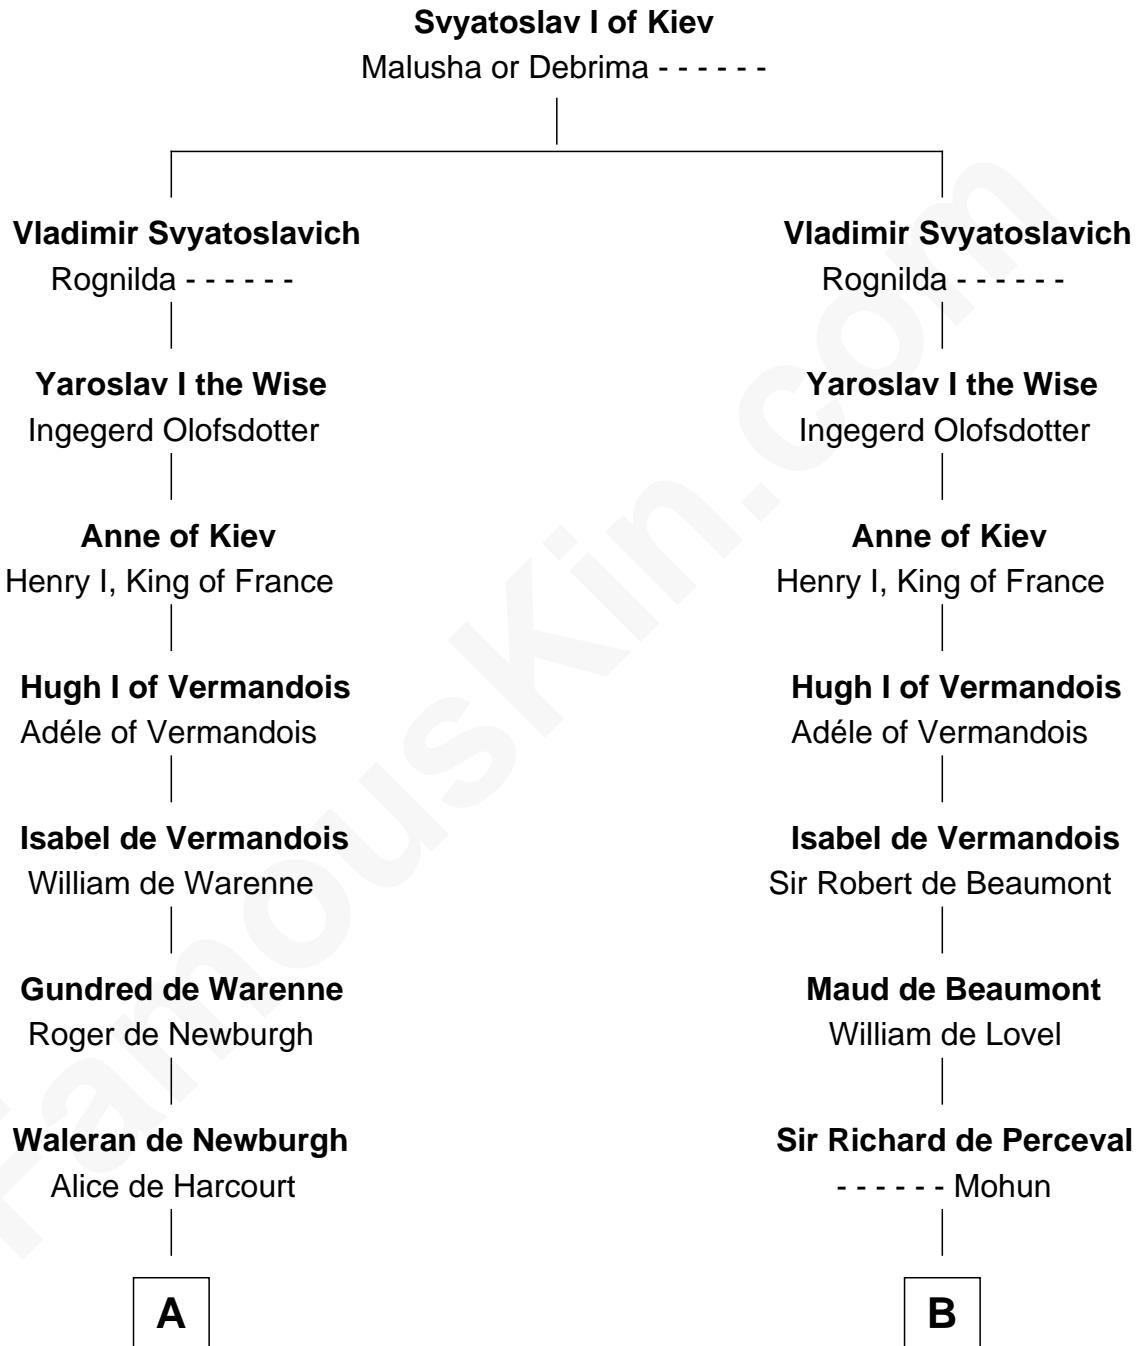 Svyatoslav I of Kiev
Malusha or Debrima - - - - - -
Vladimir Svyatoslavich
Rognilda - - - - - -
Yaroslav I the Wise
Ingegerd Olofsdotter
Anne of Kiev
Henry I, King of France
Hugh I of Vermandois
Adéle of Vermandois
Isabel de Vermandois
William de Warenne
Gundred de Warenne
Roger de Newburgh
Waleran de Newburgh
Alice de Harcourt
A
Vladimir Svyatoslavich
Rognilda - - - - - -
Yaroslav I the Wise
Ingegerd Olofsdotter
Anne of Kiev
Henry I, King of France
Hugh I of Vermandois
Adéle of Vermandois
Isabel de Vermandois
Sir Robert de Beaumont
Maud de Beaumont
William de Lovel
Sir Richard de Perceval
- - - - - - Mohun
B
FamousKin.com